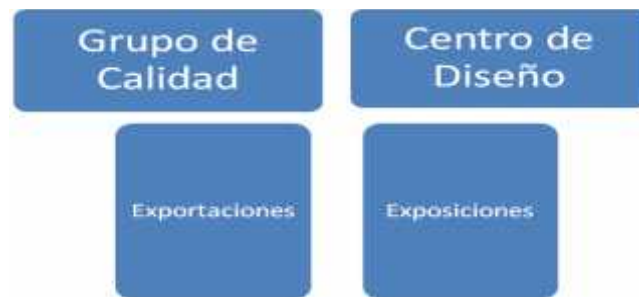 Grupo de
Calidad
Centro de
Diseño
Exportaciones
Exposiciones